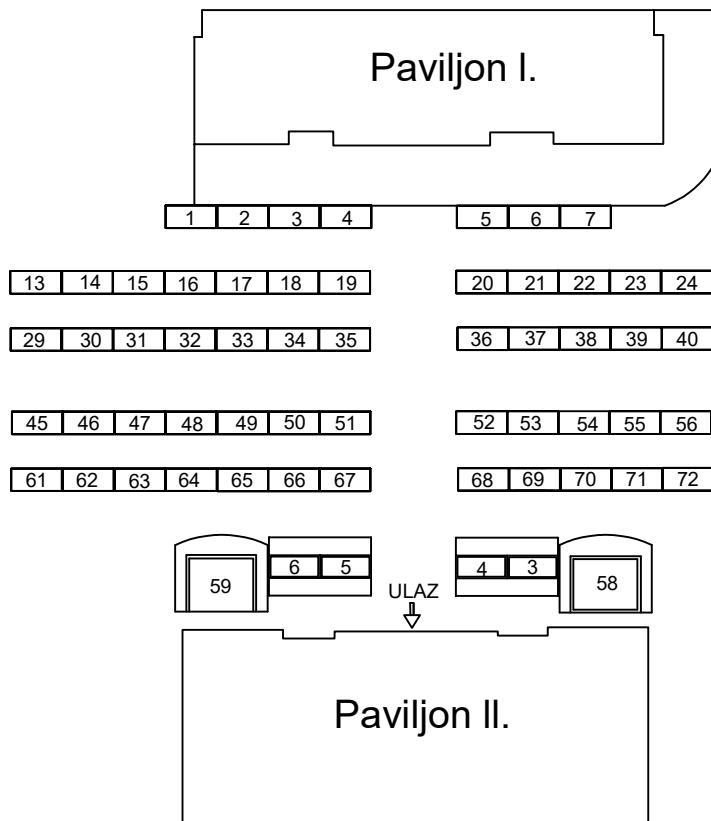 Paviljon I.
1 2 3 4 5 6 7
13 14 15 16 17 18 19 20 21 22 23 24
29 30 31 32 33 34 35 36 37 38 39 40
45 46 47 48 49 50 51 52 53 54 55 56
61 62 63 64 65 66 67 68 69 70 71 72
59 6 5 4 3 58
ULAZ
Paviljon II.